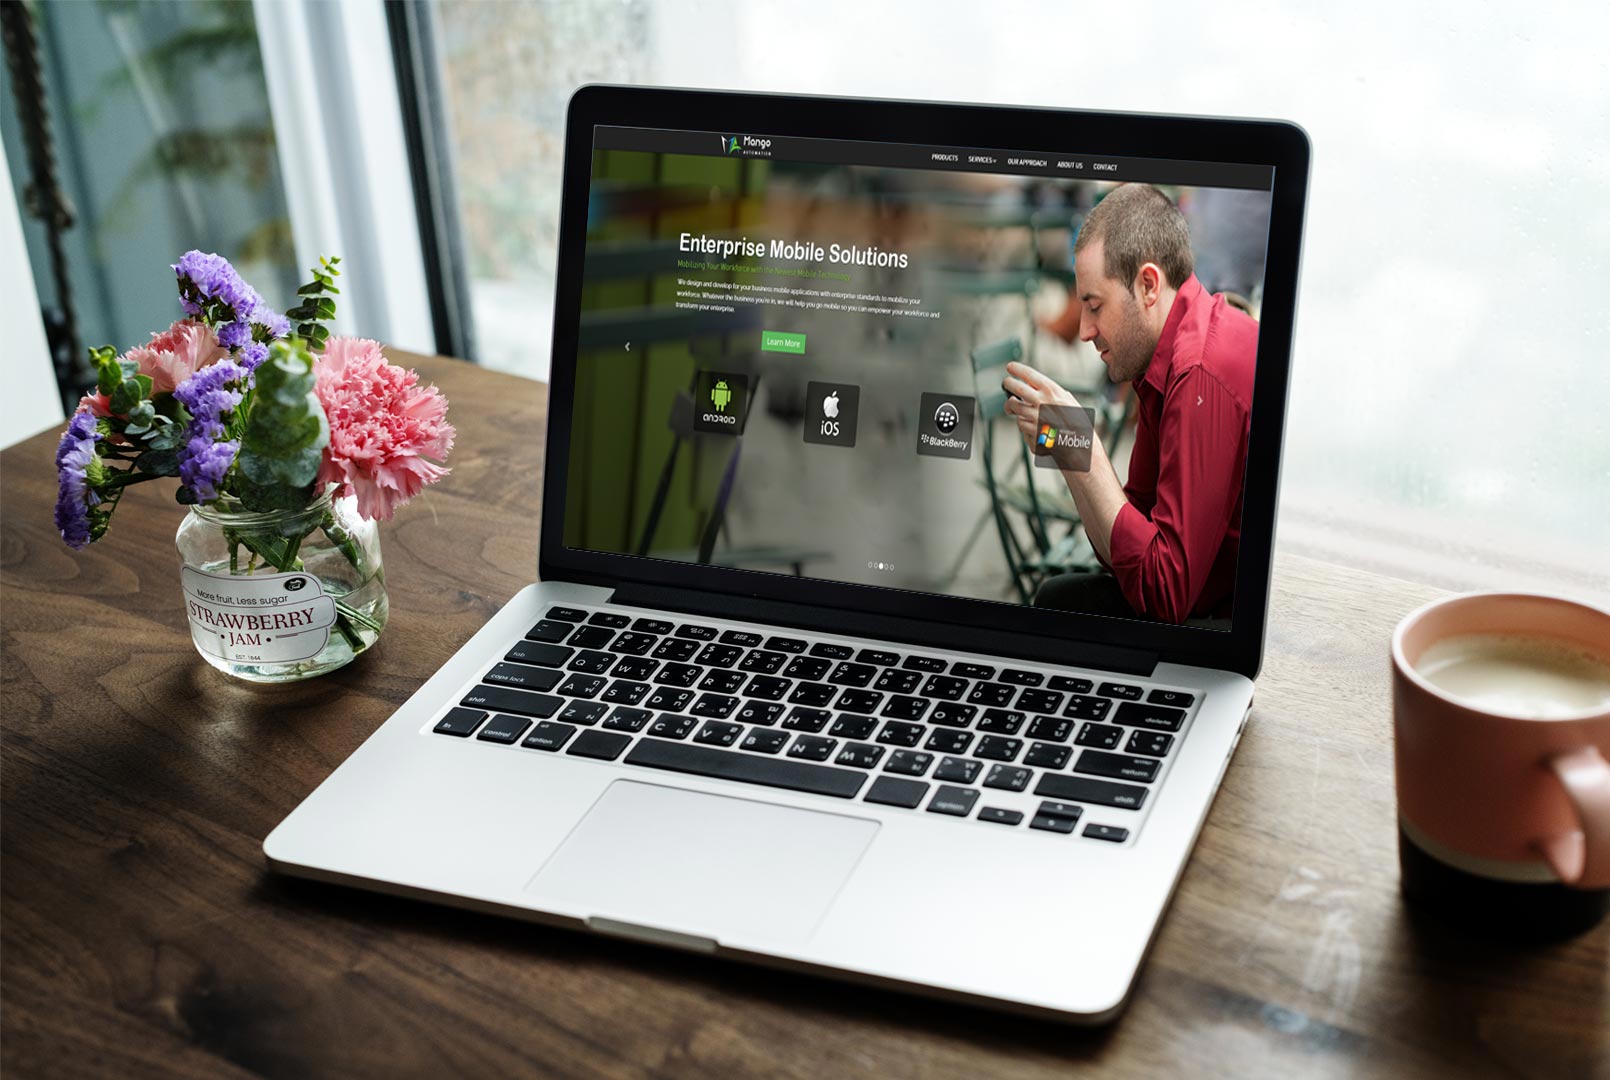 Mango
AUTOMATION
PRODUCTS SERVICES OUR APPROACH ABOUT US CONTACT
Enterprise Mobile Solutions
Mobilizing Your Workforce with the Newest Mobile Technology
We design and develop for your business mobile applications with enterprise standards to mobilize your
workforce. Whatever the business you're in, we will help you go mobile so you can empower your workforce and
transform your enterprise.
Learn More
ANDROID
iOS
BlackBerry
Windows
Mobile
More fruit, Less sugar
STRAWBERRY
• JAM •
EST. 1844
esc
tab
caps lock
shift
fn
control
option
Q W E R T Y U I O P
A S D F G H J K L
Z X C V B N M
delete
return
shift
option